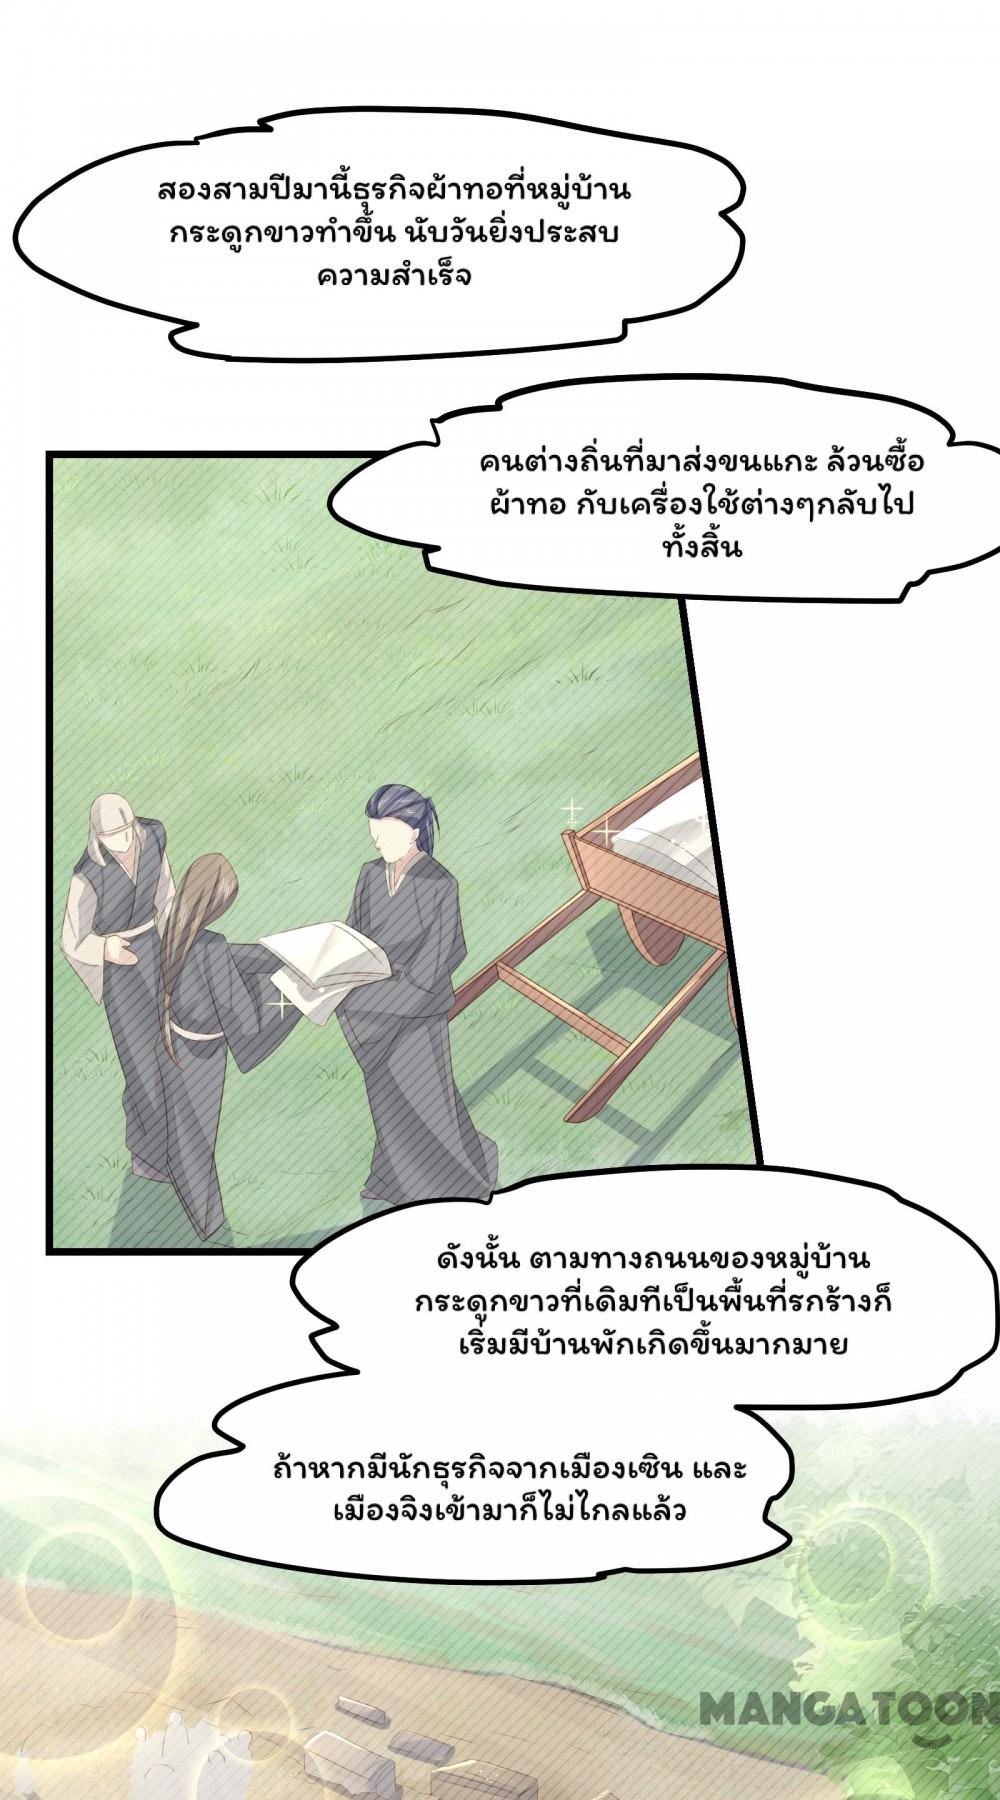 สองสามปีมานี้ธุรกิจผ้าทอที่หมู่บ้าน
กระดูกขาวทำขึ้น นับวันยิ่งประสบ
ความสำเร็จ
คนต่างถิ่นที่มาส่งขนแกะ ล้วนซื้อ
ผ้าทอ กับเครื่องใช้ต่างๆกลับไป
ทั้งสิ้น
ดังนั้น ตามทางถนนของหมู่บ้าน
กระดูกขาวที่เดิมทีเป็นพื้นที่รกร้างก็
เริ่มมีบ้านพักเกิดขึ้นมากมาย
ถ้าหากมีนักธุรกิจจากเมืองเซิน และ
เมืองจิงเข้ามาก็ไม่ไกลแล้ว
MANGATOON